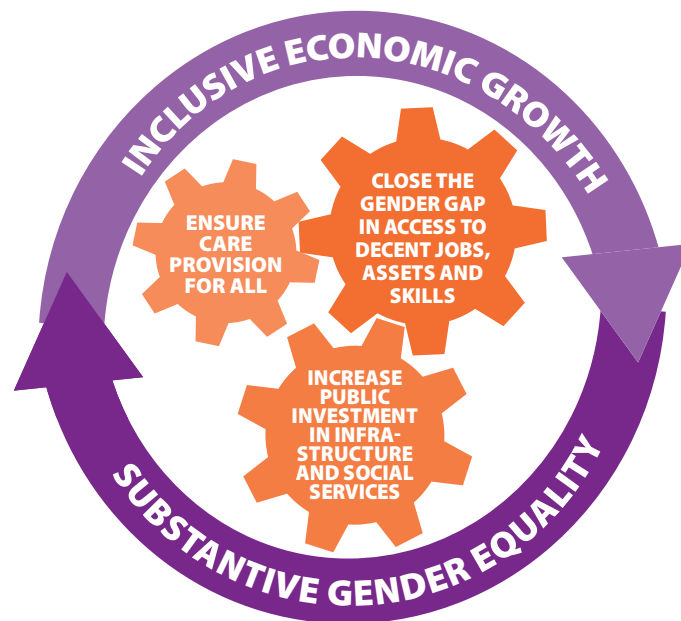 INCLUSIVE ECONOMIC GROWTH
CLOSE THE
GENDER GAP
IN ACCESS TO
DECENT JOBS,
ASSETS AND
SKILLS
ENSURE
CARE
PROVISION
FOR ALL
INCREASE
PUBLIC
INVESTMENT
IN INFRA-
STRUCTURE
AND SOCIAL
SERVICES
SUBSTANTIVE GENDER EQUALITY